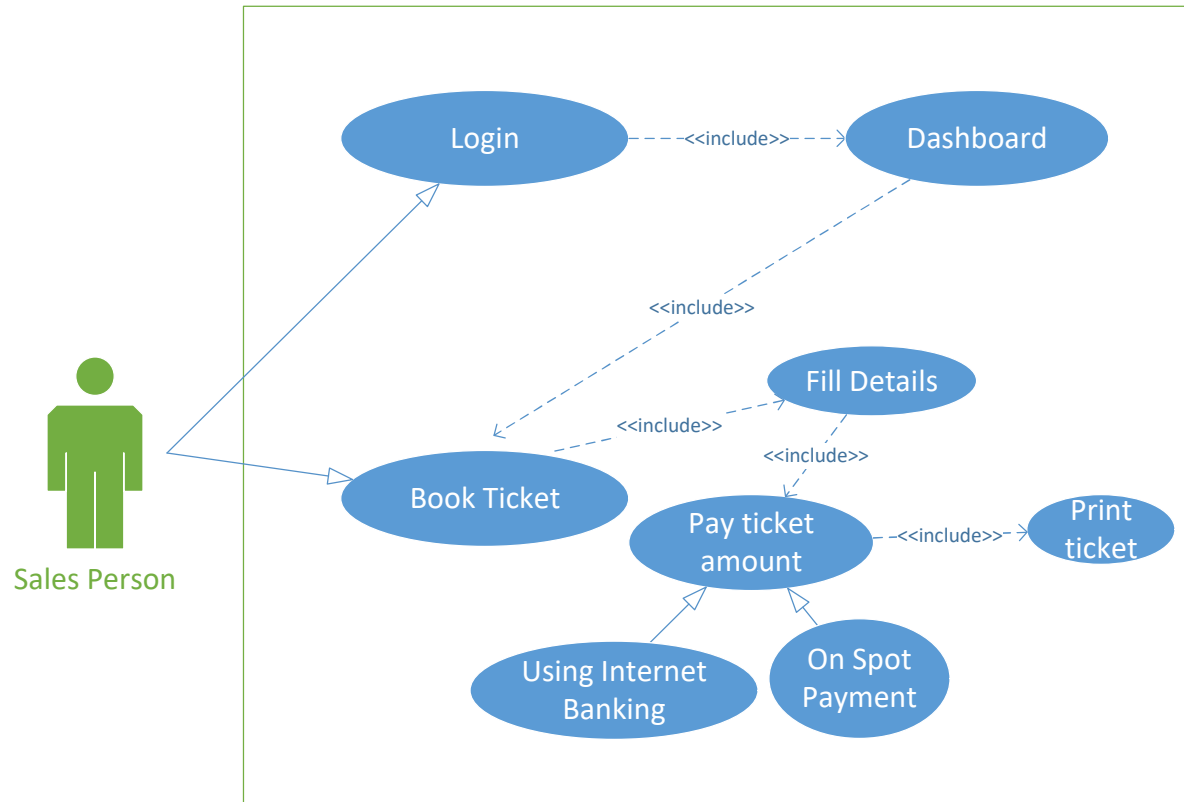 Login
<<include>>
Dashboard
<<include>>
Fill Details
<<include>>
<<include>>
Book Ticket
Pay ticket
amount
<<include>>
Print
ticket
Sales Person
Using Internet
Banking
On Spot
Payment